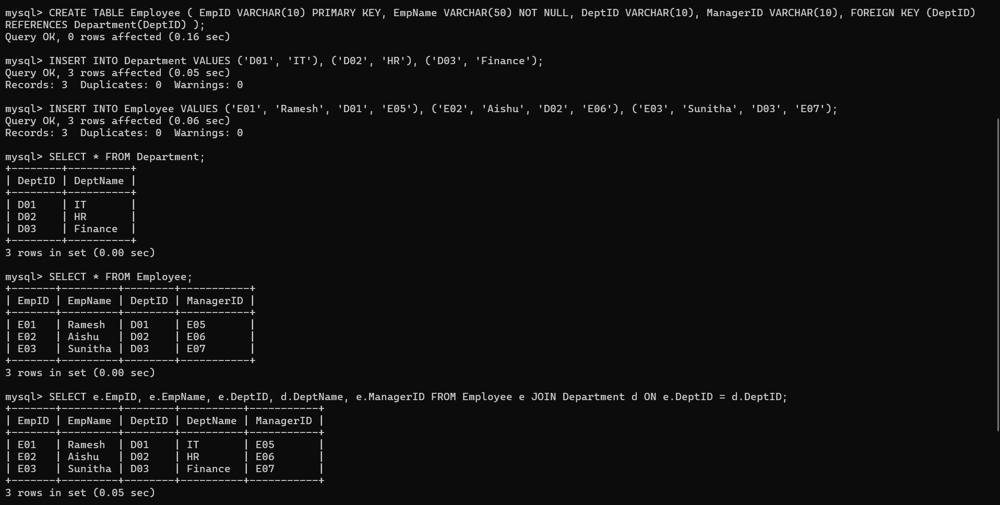 mysql> CREATE TABLE Employee ( EmpID VARCHAR(10) PRIMARY KEY, EmpName VARCHAR(50) NOT NULL, DeptID VARCHAR(10), ManagerID VARCHAR(10), FOREIGN KEY (DeptID)
REFERENCES Department(DeptID) );
Query OK, 0 rows affected (0.16 sec)

mysql> INSERT INTO Department VALUES ('D01', 'IT'), ('D02', 'HR'), ('D03', 'Finance');
Query OK, 3 rows affected (0.05 sec)
Records: 3  Duplicates: 0  Warnings: 0

mysql> INSERT INTO Employee VALUES ('E01', 'Ramesh', 'D01', 'E05'), ('E02', 'Aishu', 'D02', 'E06'), ('E03', 'Sunitha', 'D03', 'E07');
Query OK, 3 rows affected (0.06 sec)
Records: 3  Duplicates: 0  Warnings: 0

mysql> SELECT * FROM Department;
+--------+----------+
| DeptID | DeptName |
+--------+----------+
| D01    | IT       |
| D02    | HR       |
| D03    | Finance  |
+--------+----------+
3 rows in set (0.00 sec)

mysql> SELECT * FROM Employee;
+-------+---------+--------+-----------+
| EmpID | EmpName | DeptID | ManagerID |
+-------+---------+--------+-----------+
| E01   | Ramesh  | D01    | E05       |
| E02   | Aishu   | D02    | E06       |
| E03   | Sunitha | D03    | E07       |
+-------+---------+--------+-----------+
3 rows in set (0.00 sec)

mysql> SELECT e.EmpID, e.EmpName, e.DeptID, d.DeptName, e.ManagerID FROM Employee e JOIN Department d ON e.DeptID = d.DeptID;
+-------+---------+--------+----------+-----------+
| EmpID | EmpName | DeptID | DeptName | ManagerID |
+-------+---------+--------+----------+-----------+
| E01   | Ramesh  | D01    | IT       | E05       |
| E02   | Aishu   | D02    | HR       | E06       |
| E03   | Sunitha | D03    | Finance  | E07       |
+-------+---------+--------+----------+-----------+
3 rows in set (0.05 sec)